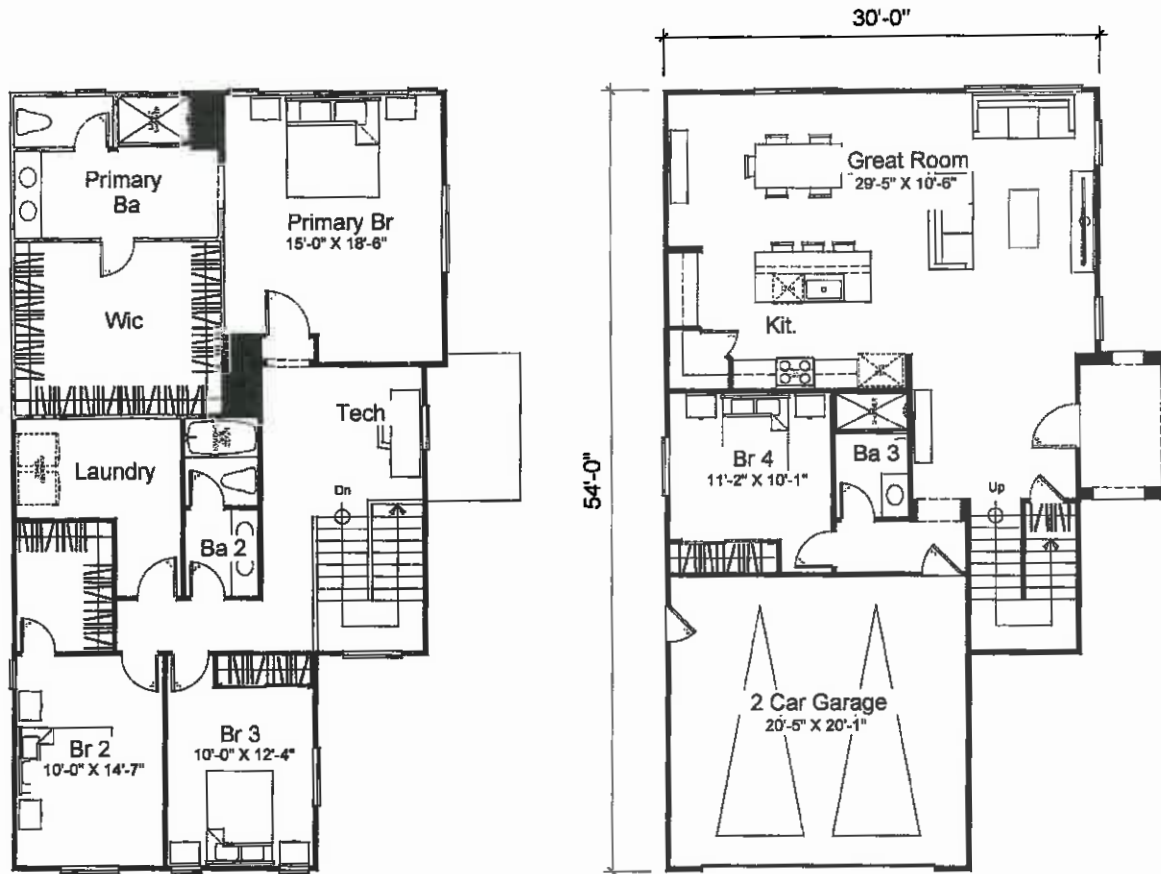 Primary
Ba
Primary Br
15'-0" X 18'-6"
Wic
Tech
Laundry
Dn
Ba 2
Br 2
10'-0" X 14'-7"
Br 3
10'-0" X 12'-4"
30'-0"
54'-0"
Great Room
29'-5" X 10'-6"
Kit.
Br 4
11'-2" X 10'-1"
Ba 3
Up
2 Car Garage
20'-5" X 20'-1"